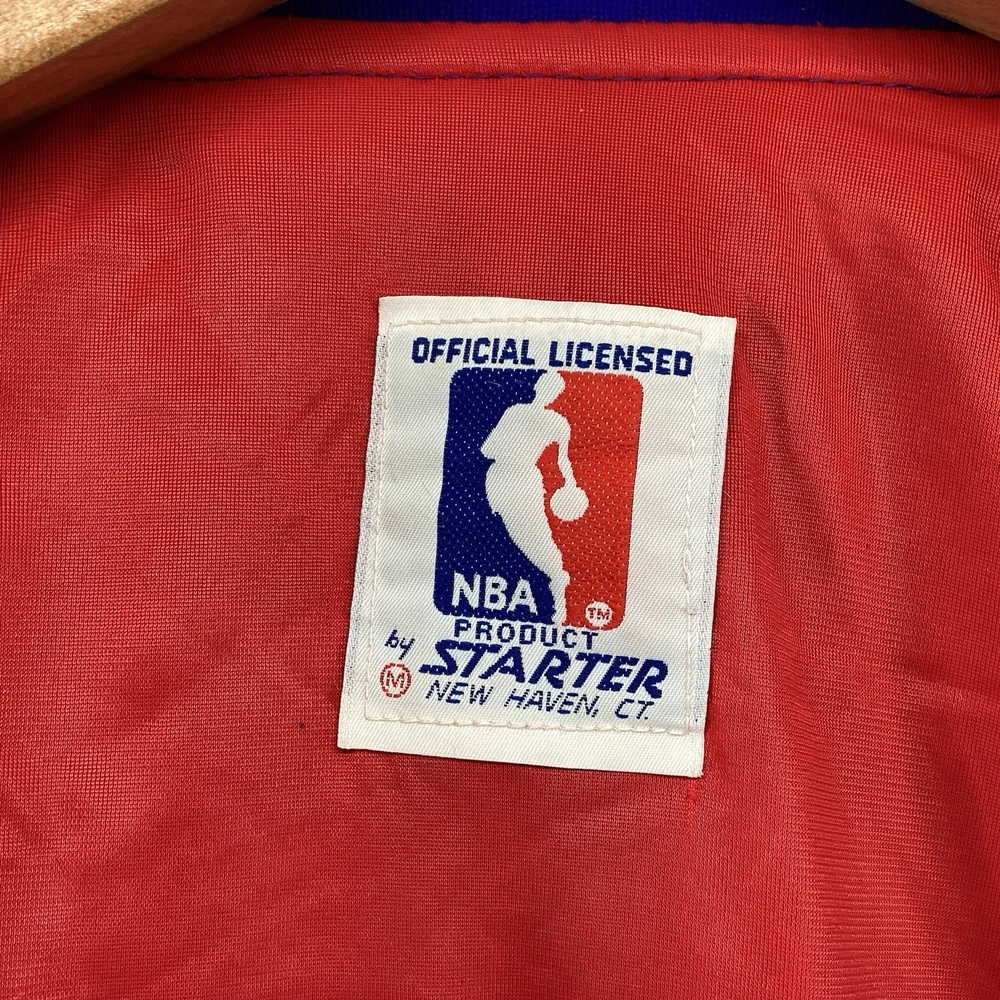 OFFICIAL LICENSED
NBA
TM
PRODUCT
by STARTER
M NEW HAVEN, CT.